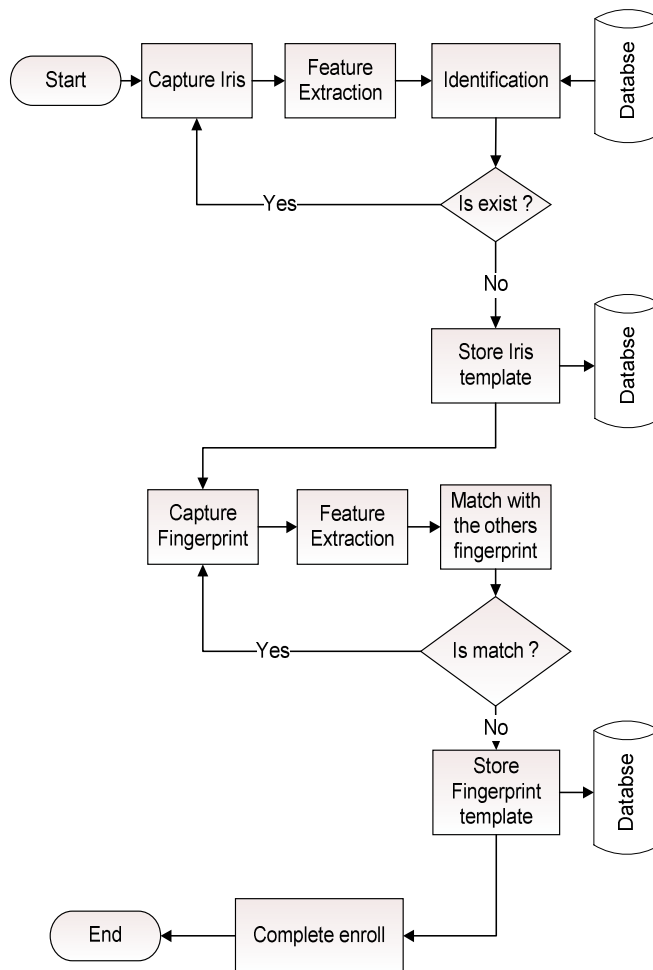 Start
Capture Iris
Feature
Extraction
Identification
Databse
Is exist ?
Yes
No
Store Iris
template
Databse
Capture
Fingerprint
Feature
Extraction
Match with
the others
fingerprint
Is match ?
Yes
No
Store
Fingerprint
template
Databse
Complete enroll
End